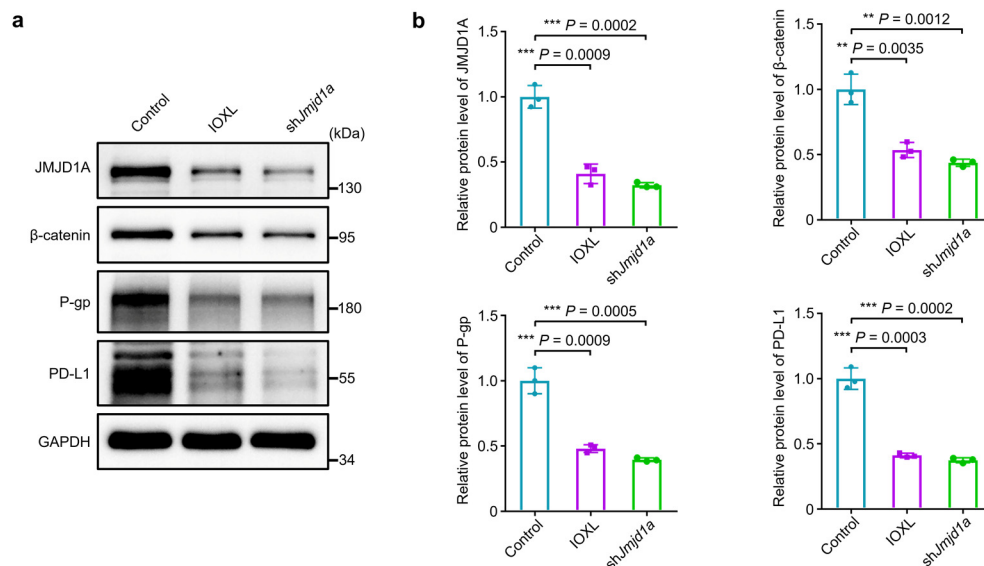 a
Control
IOXL
shJmjd1a
(kDa)
JMJD1A
130
β-catenin
95
P-gp
180
PD-L1
55
GAPDH
34
b
Relative protein level of JMJD1A
1.5
1.0
0.5
0
*** P = 0.0002
*** P = 0.0009
Control
IOXL
shJmjd1a
Relative protein level of β-catenin
1.5
1.0
0.5
0
** P = 0.0012
** P = 0.0035
Control
IOXL
shJmjd1a
Relative protein level of P-gp
1.5
1.0
0.5
0
*** P = 0.0005
*** P = 0.0009
Control
IOXL
shJmjd1a
Relative protein level of PD-L1
1.5
1.0
0.5
0
*** P = 0.0002
*** P = 0.0003
Control
IOXL
shJmjd1a